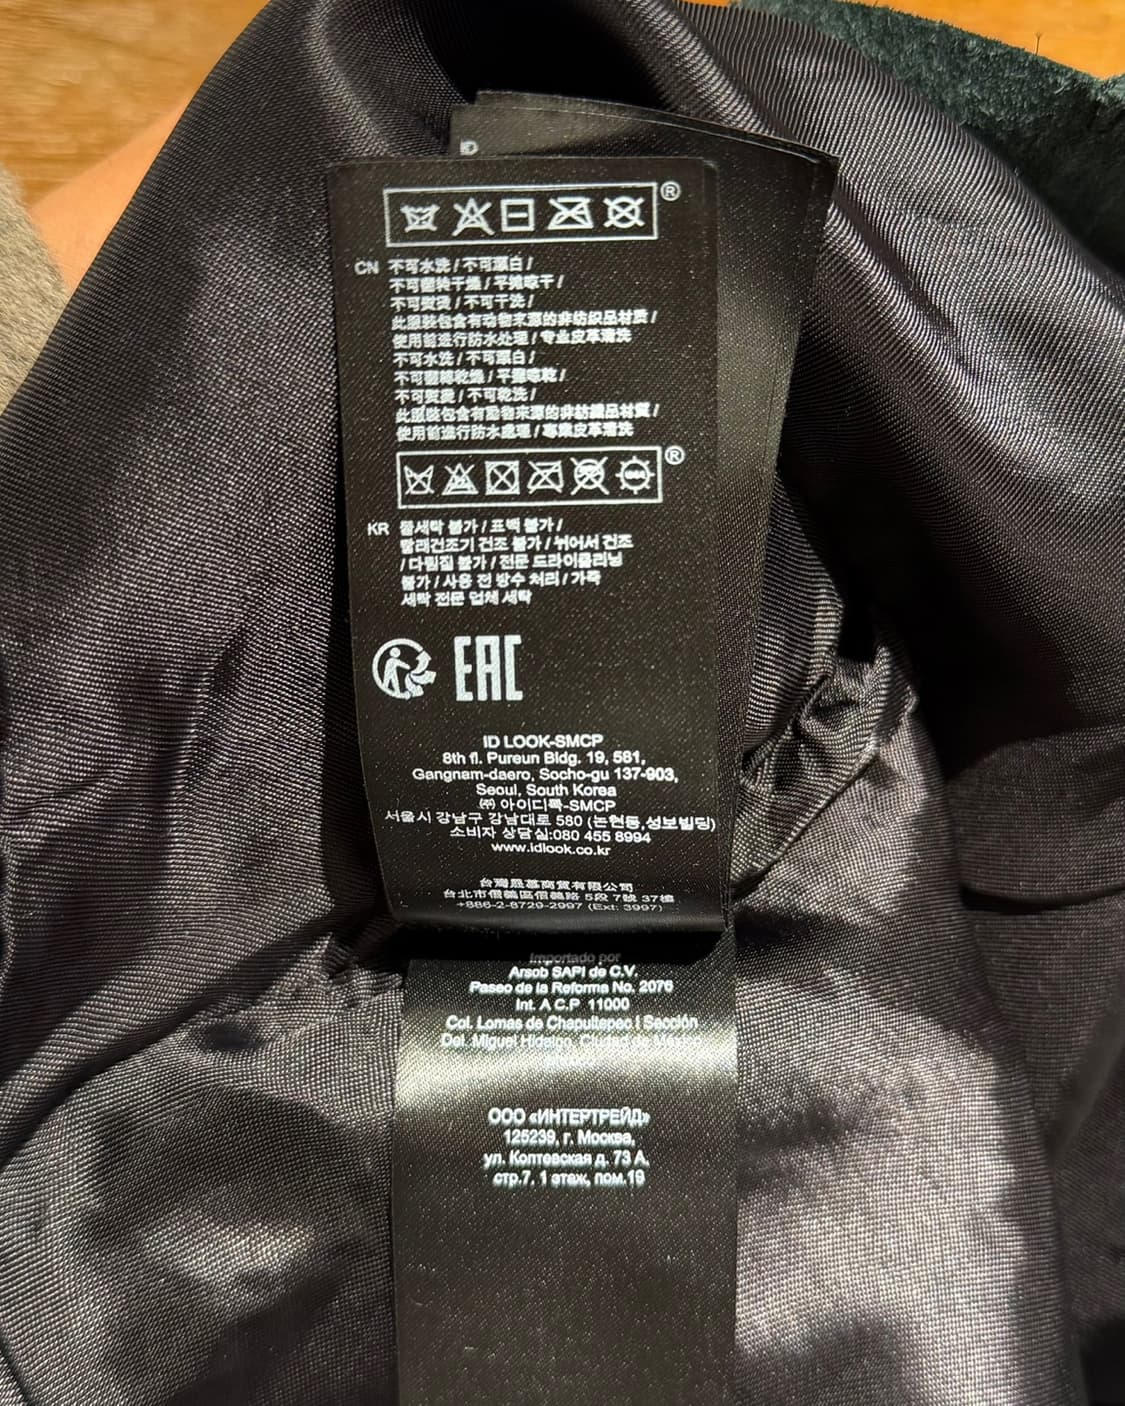 ID
®
CN 不可水洗 / 不可漂白 /
不可翻转干燥 / 平摊晾干 /
不可熨烫 / 不可干洗 /
此服装包含有动物来源的非纺织品材质 /
使用前进行防水处理 / 专业皮革清洗
不可水洗 / 不可漂白 /
不可翻轉乾燥 / 平攤晾乾 /
不可熨燙 / 不可乾洗 /
此服裝包含有動物來源的非紡織品材質 /
使用前進行防水處理 / 專業皮革清洗
®
KR 물세탁 불가 / 표백 불가 /
빨래건조기 건조 불가 / 뉘어서 건조
/ 다림질 불가 / 전문 드라이클리닝
불가 / 사용 전 방수 처리 / 가죽
세탁 전문 업체 세탁
EAC
ID LOOK-SMCP
8th fl. Pureun Bldg. 19, 581,
Gangnam-daero, Socho-gu 137-903,
Seoul, South Korea
㈜ 아이디룩-SMCP
서울시 강남구 강남대로 580 (논현동,성보빌딩)
소비자 상담실:080 455 8994
www.idlook.co.kr
台灣晟慕商貿有限公司
台北市信義區信義路 5段 7號 37樓
+886-2-8729-2997 (Ext: 3997)
Importado por
Arsob SAPI de C.V.
Paseo de la Reforma No. 2076
Int. A C.P 11000
Col. Lomas de Chapultepec I Sección
Del. Miguel Hidalgo, Ciudad de México
ООО «ИНТЕРТРЕЙД»
125239, г. Москва,
ул. Коптевская д. 73 А,
стр.7, 1 этаж, пом.19